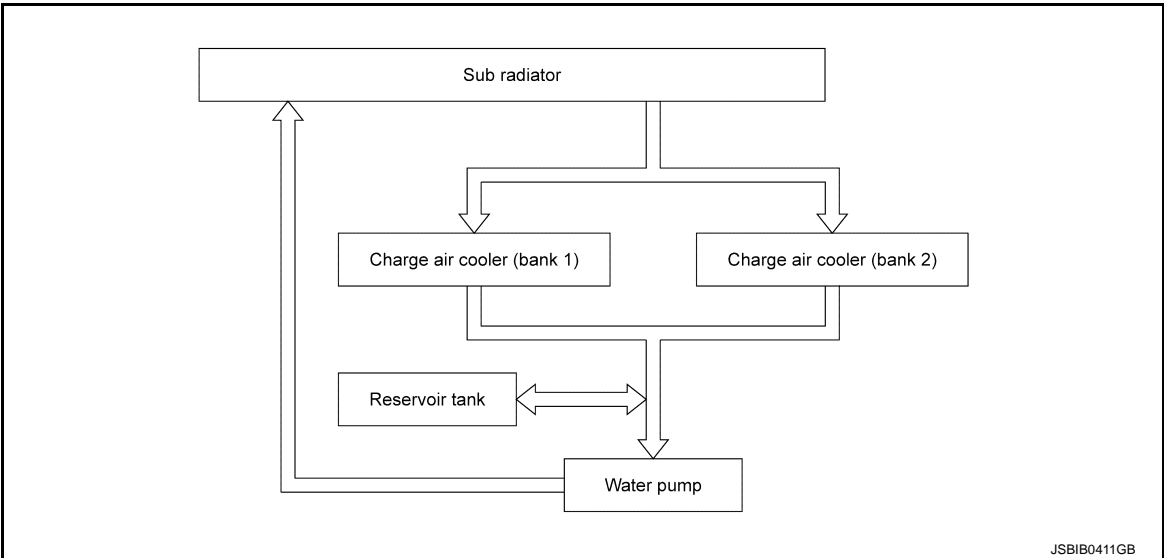 Sub radiator
Charge air cooler (bank 1)
Charge air cooler (bank 2)
Reservoir tank
Water pump
JSBIB0411GB